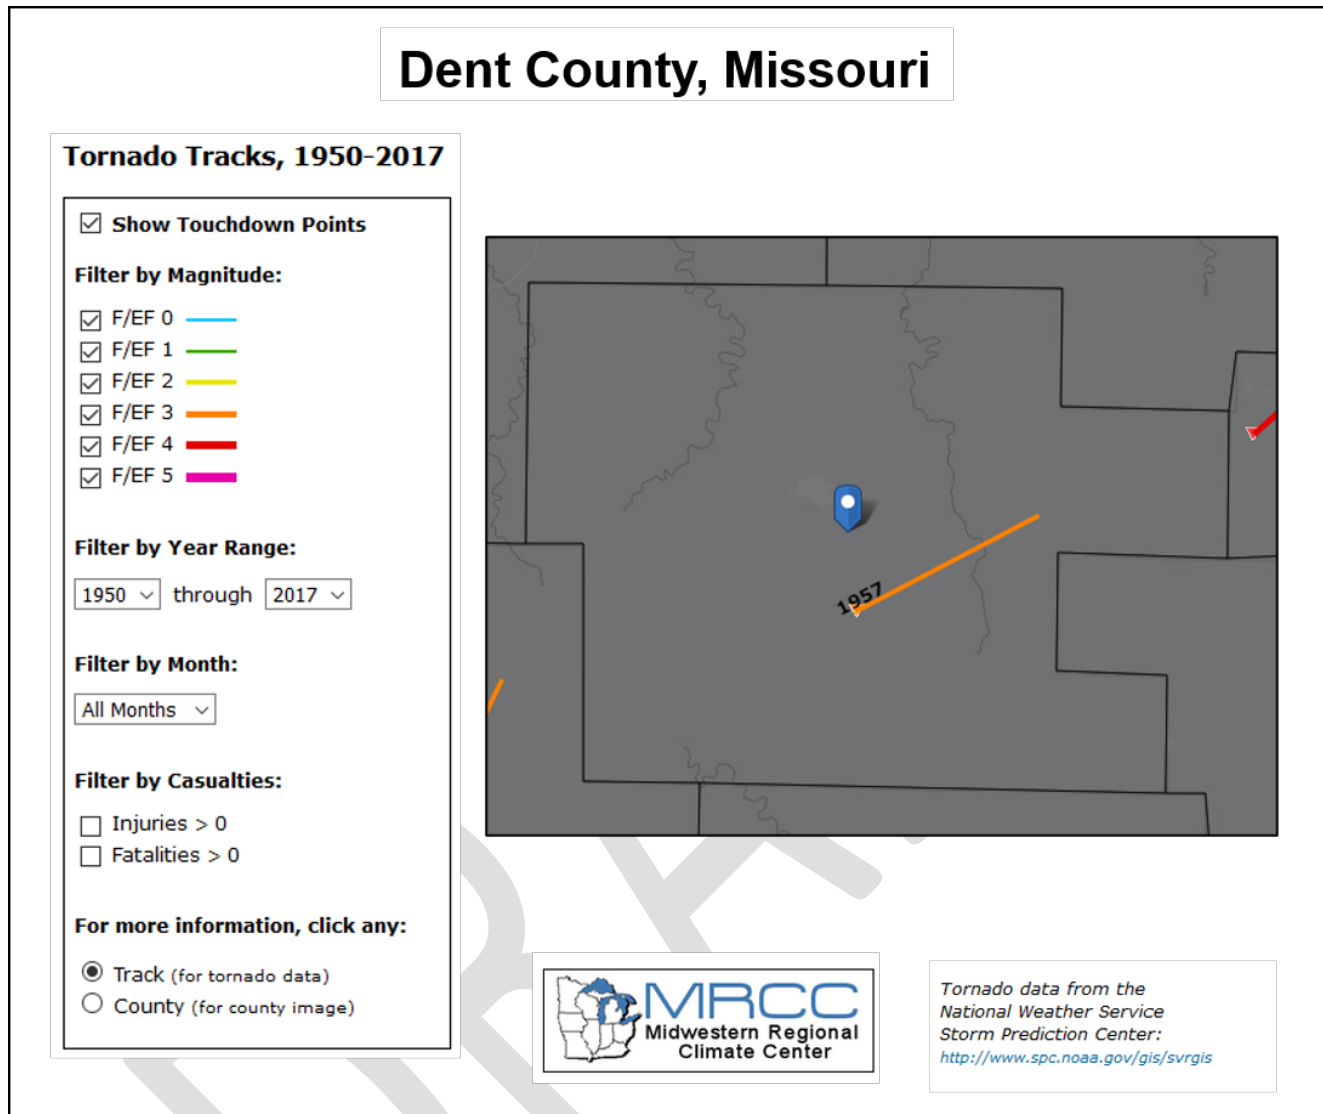 Dent County, Missouri
Tornado Tracks, 1950-2017
Show Touchdown Points
Filter by Magnitude:
F/EF 0
F/EF 1
F/EF 2
F/EF 3
F/EF 4
F/EF 5
Filter by Year Range:
1950 through 2017
Filter by Month:
All Months
Filter by Casualties:
Injuries > 0
Fatalities > 0
For more information, click any:
Track (for tornado data)
County (for county image)
1957
MRCC
Midwestern Regional
Climate Center
Tornado data from the
National Weather Service
Storm Prediction Center:
http://www.spc.noaa.gov/gis/svrgis